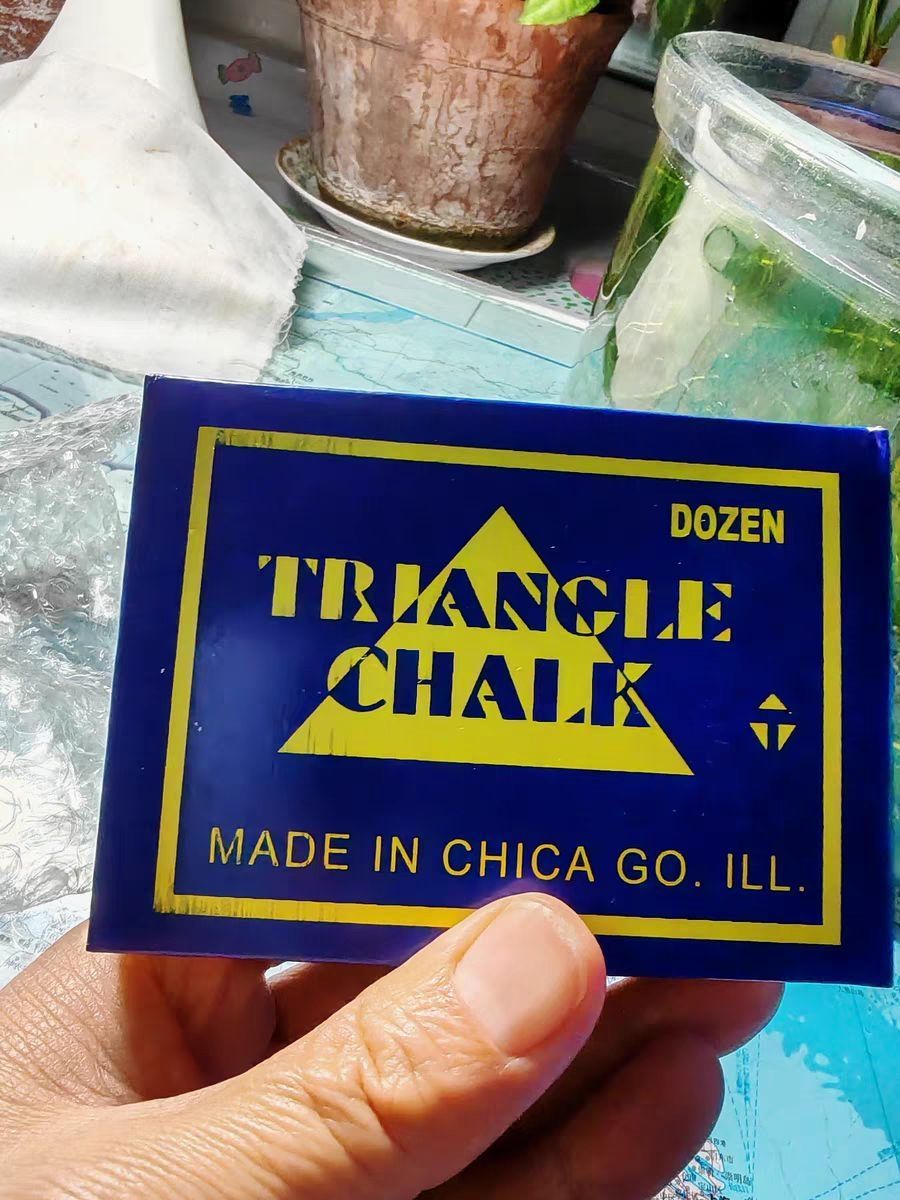 DOZEN
TRIANGLE
CHALK
T
MADE IN CHICA GO. ILL.